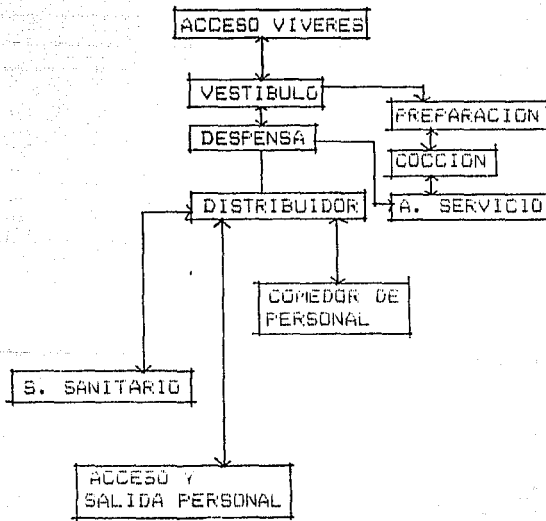 ACCESO VIVERES
VESTIBULO
PREPARACION
DESPENSA
COCCION
DISTRIBUIDOR
A. SERVICIO
COMEDOR DE
PERSONAL
S. SANITARIO
ACCESO Y
SALIDA PERSONAL